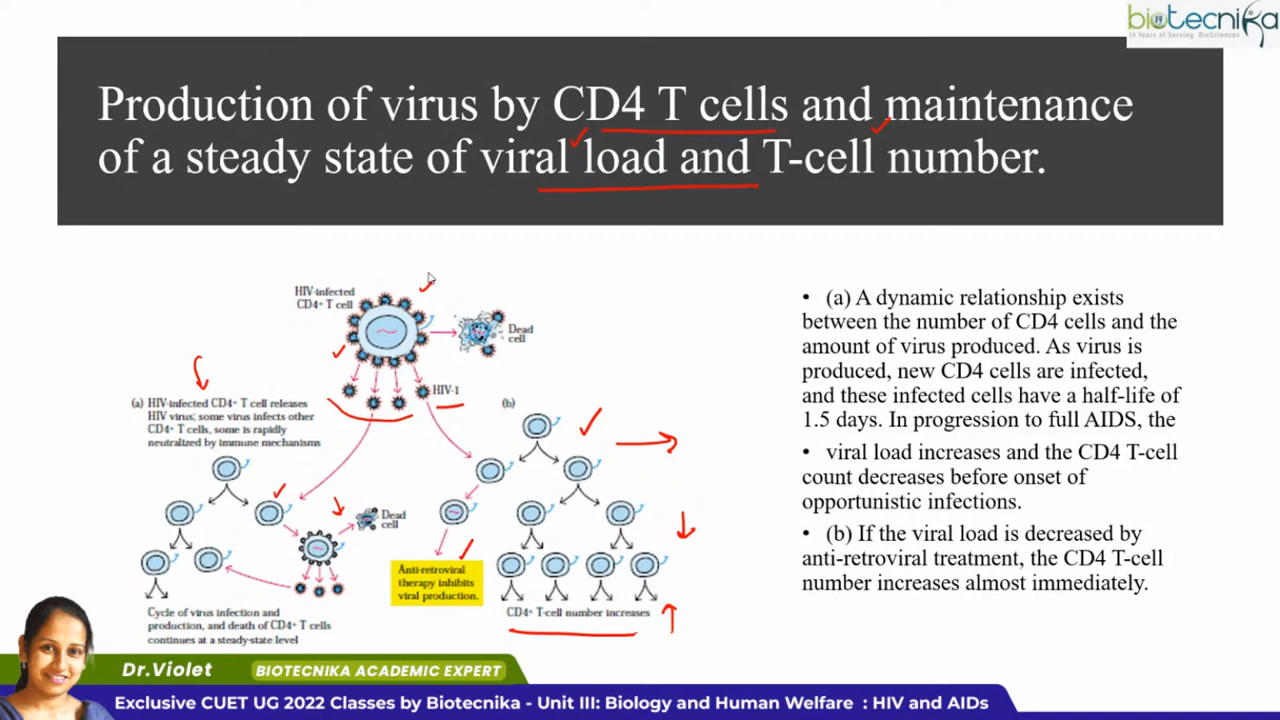 biotecnika
14 Years of Serving BioSciences
Production of virus by CD4 T cells and maintenance
of a steady state of viral load and T-cell number.
HIV-infected
CD4+ T cell
Dead
cell
HIV-1
(a) HIV-infected CD4+ T cell releases
HIV virus; some virus infects other
CD4+ T cells, some is rapidly
neutralized by immune mechanisms
(b)
Dead
cell
Anti-retroviral
therapy inhibits
viral production.
Cycle of virus infection and
production, and death of CD4+ T cells
continues at a steady-state level
CD4+ T-cell number increases
• (a) A dynamic relationship exists
between the number of CD4 cells and the
amount of virus produced. As virus is
produced, new CD4 cells are infected,
and these infected cells have a half-life of
1.5 days. In progression to full AIDS, the
• viral load increases and the CD4 T-cell
count decreases before onset of
opportunistic infections.
• (b) If the viral load is decreased by
anti-retroviral treatment, the CD4 T-cell
number increases almost immediately.
Dr.Violet
BIOTECNIKA ACADEMIC EXPERT
Exclusive CUET UG 2022 Classes by Biotecnika - Unit III: Biology and Human Welfare : HIV and AIDs